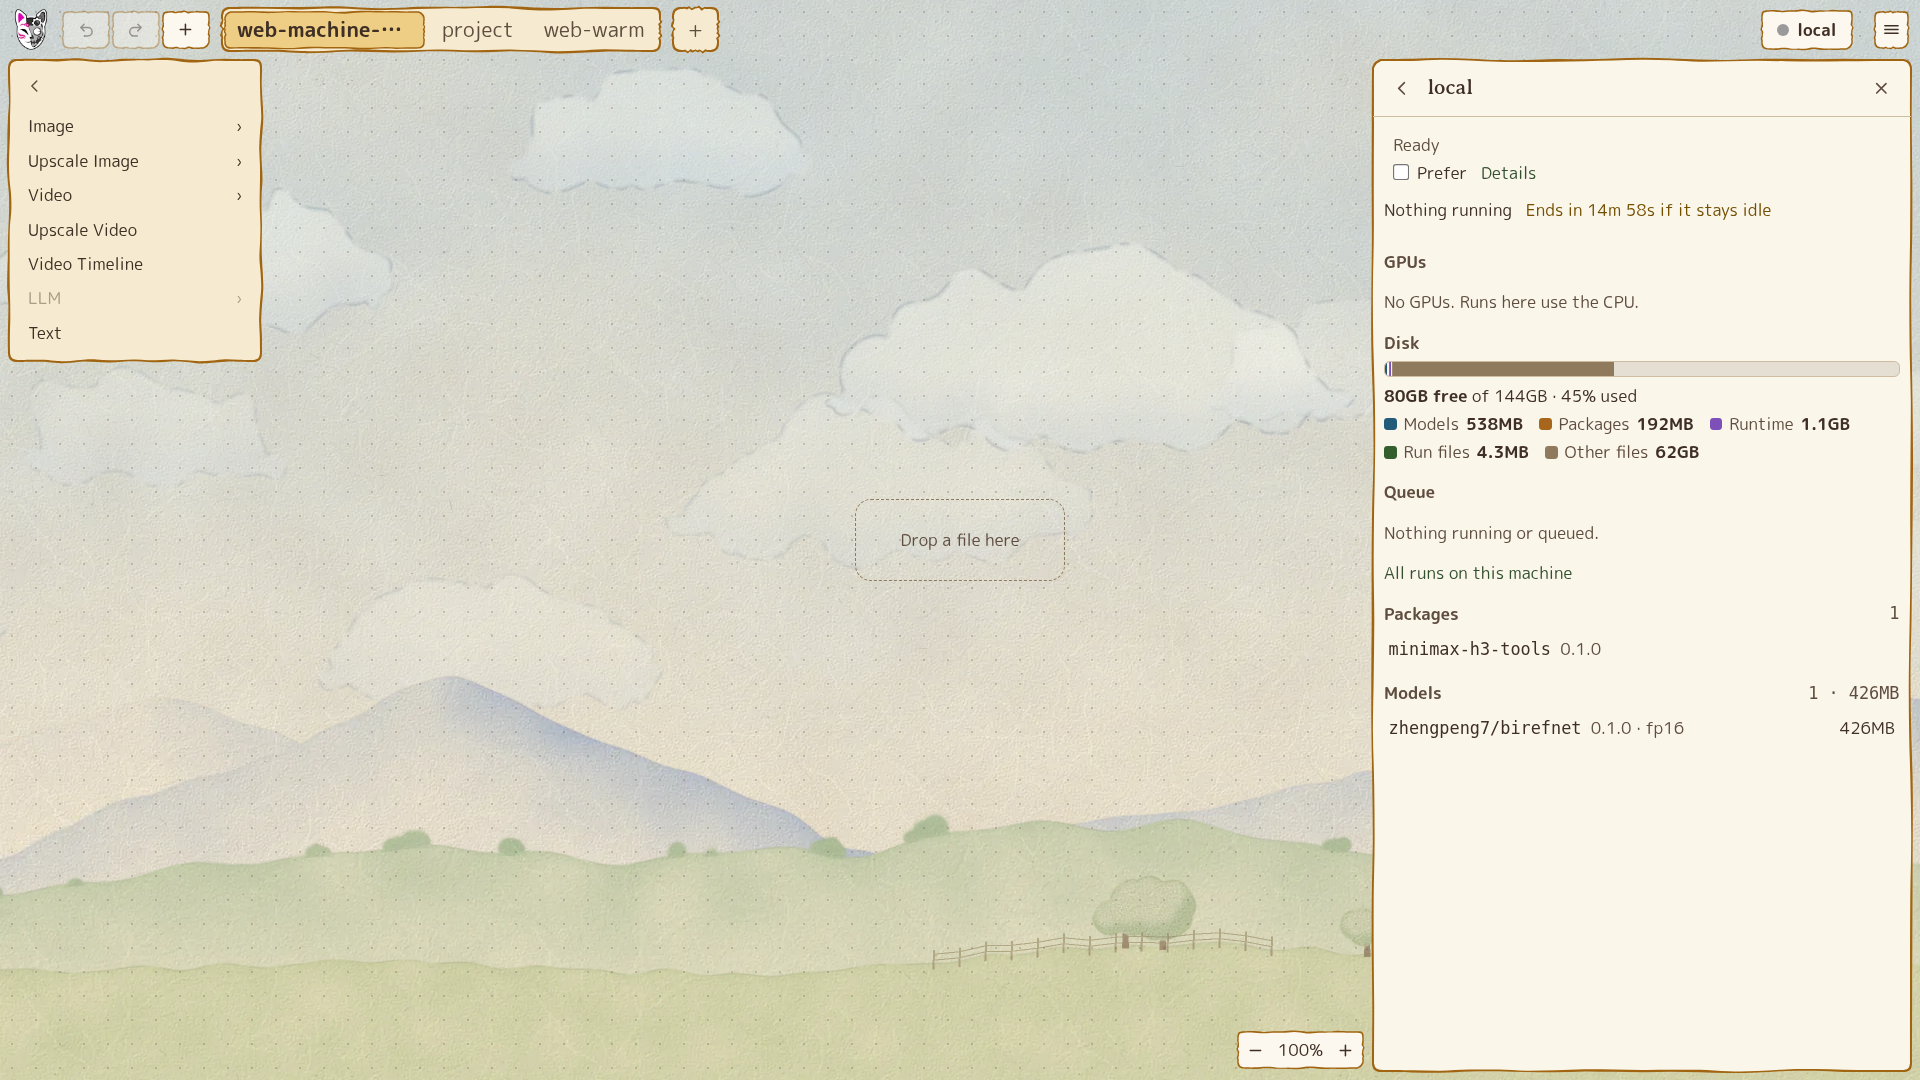 web-machine-···
project
web-warm
local
Image
Upscale Image
Video
Upscale Video
Video Timeline
LLM
Text
Drop a file here
100%
local
Ready
Prefer Details
Nothing running Ends in 14m 58s if it stays idle
GPUs
No GPUs. Runs here use the CPU.
Disk
80GB free of 144GB · 45% used
Models 538MB Packages 192MB Runtime 1.1GB
Run files 4.3MB Other files 62GB
Queue
Nothing running or queued.
All runs on this machine
Packages 1
minimax-h3-tools 0.1.0
Models 1 · 426MB
zhengpeng7/birefnet 0.1.0 · fp16 426MB